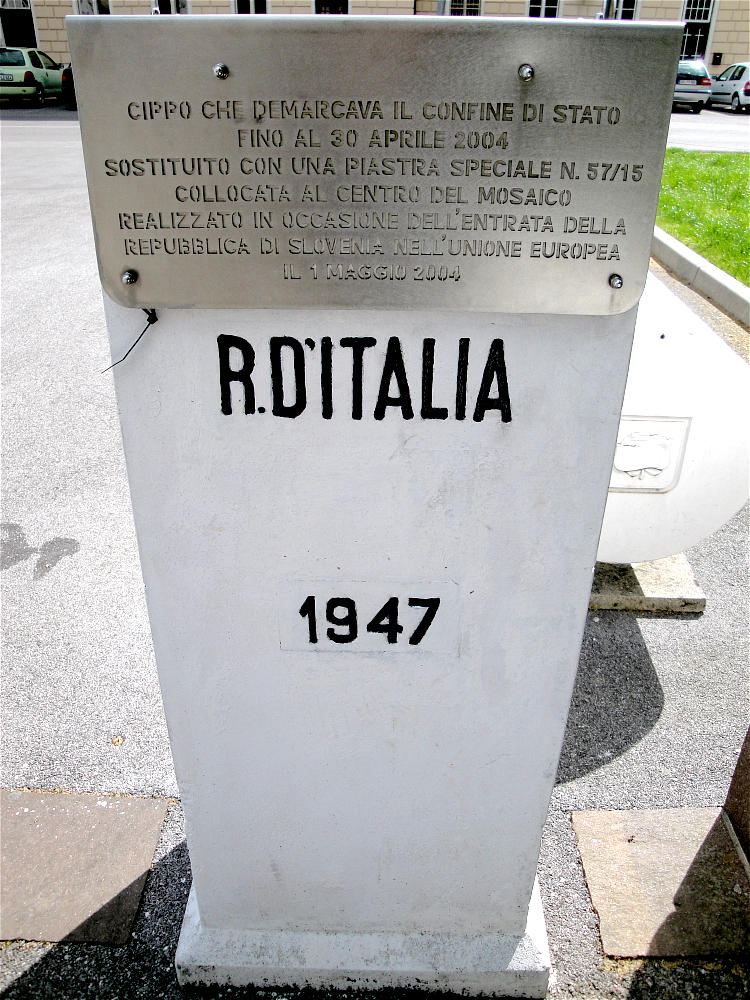 CIPPO CHE DEMARCAVA IL CONFINE DI STATO
FINO AL 30 APRILE 2004
SOSTITUITO CON UNA PIASTRA SPECIALE N. 57/15
COLLOCATA AL CENTRO DEL MOSAICO
REALIZZATO IN OCCASIONE DELL'ENTRATA DELLA
REPUBBLICA DI SLOVENIA NELL'UNIONE EUROPEA
IL 1 MAGGIO 2004
R.D'ITALIA
1947